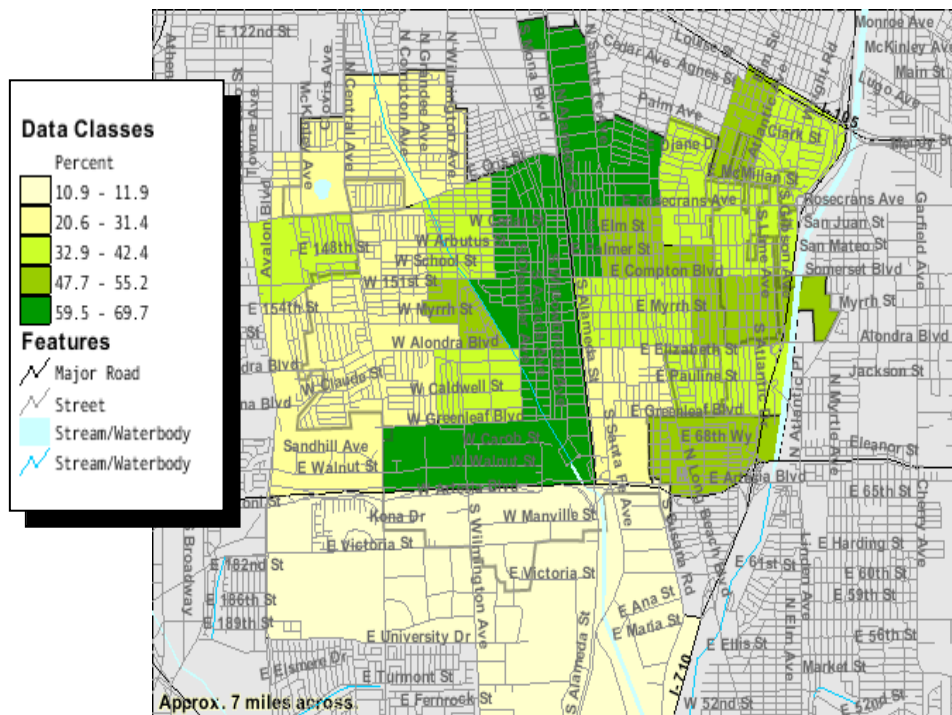 Data Classes
Percent
10.9 - 11.9
20.6 - 31.4
32.9 - 42.4
47.7 - 55.2
59.5 - 69.7
Features
Major Road
Street
Stream/Waterbody
Stream/Waterbody
E 122nd St
Towne Ave
McKinley Ave
N Central Ave
N Compton Ave
N Grandee Ave
N Wilmington Ave
Cedar Ave
Agnes St
Louise St
Palm Ave
Monroe Ave
McKinley Ave
Main St
Lugo Ave
I-105
Clark St
E McMillan St
E Rosecrans Ave
Rosecrans Ave
San Juan St
San Mateo St
Somerset Blvd
Garfield Ave
Avalon Blvd
E 148th St
W Arbutus St
W School St
W 151st St
E Elm St
E Palmer St
E Compton Blvd
S Lime Ave
E 154th St
W Myrrh St
S Alameda St
E Myrrh St
Myrrh St
Alondra Blvd
W Alondra Blvd
E Elizabeth St
W Claude St
W Caldwell St
E Pauline St
Jackson St
W Greenleaf Blvd
E Greenleaf Blvd
N Myrtle Ave
Sandhill Ave
W Carob St
E 68th Wy
Eleanor St
E Walnut St
W Walnut St
E Artesia Blvd
S Santa Fe Ave
N Long Beach Blvd
E 65th St
Cherry Ave
Kona Dr
W Manville St
E Victoria St
E Harding St
S Broadway
E 182nd St
S Wilmington Ave
E Victoria St
S Susana Rd
E 61st St
Linden Ave
E 60th St
E 186th St
E Ana St
E 59th St
E 189th St
E Maria St
N Elm Ave
E University Dr
E Ellis St
E 56th St
S Alameda St
I-710
Market St
E Elsmere Dr
E Turmont St
Approx. 7 miles across.
E Fernrock St
W 52nd St
E 52nd St